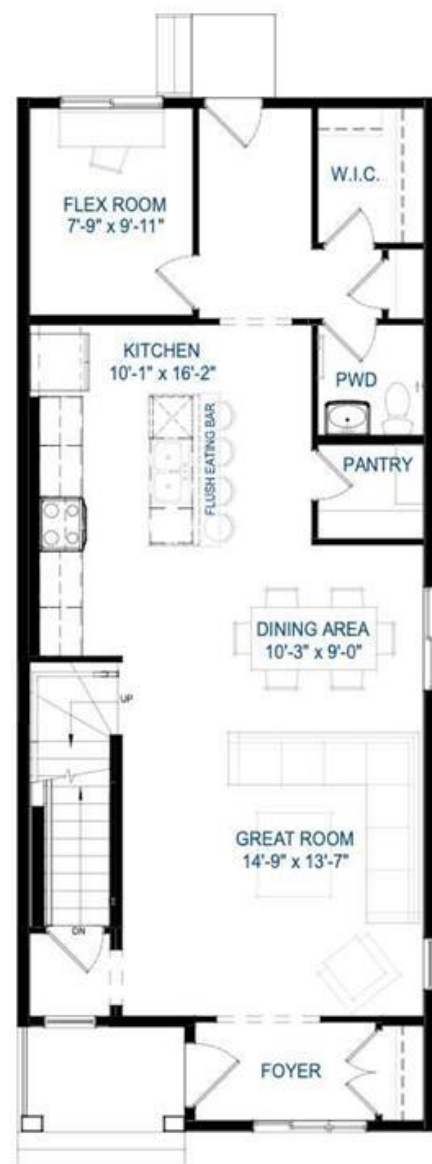 W.I.C.
FLEX ROOM
7'-9" x 9'-11"
KITCHEN
10'-1" x 16'-2"
PWD
FLUSH EATING BAR
PANTRY
DINING AREA
10'-3" x 9'-0"
UP
GREAT ROOM
14'-9" x 13'-7"
DN
FOYER